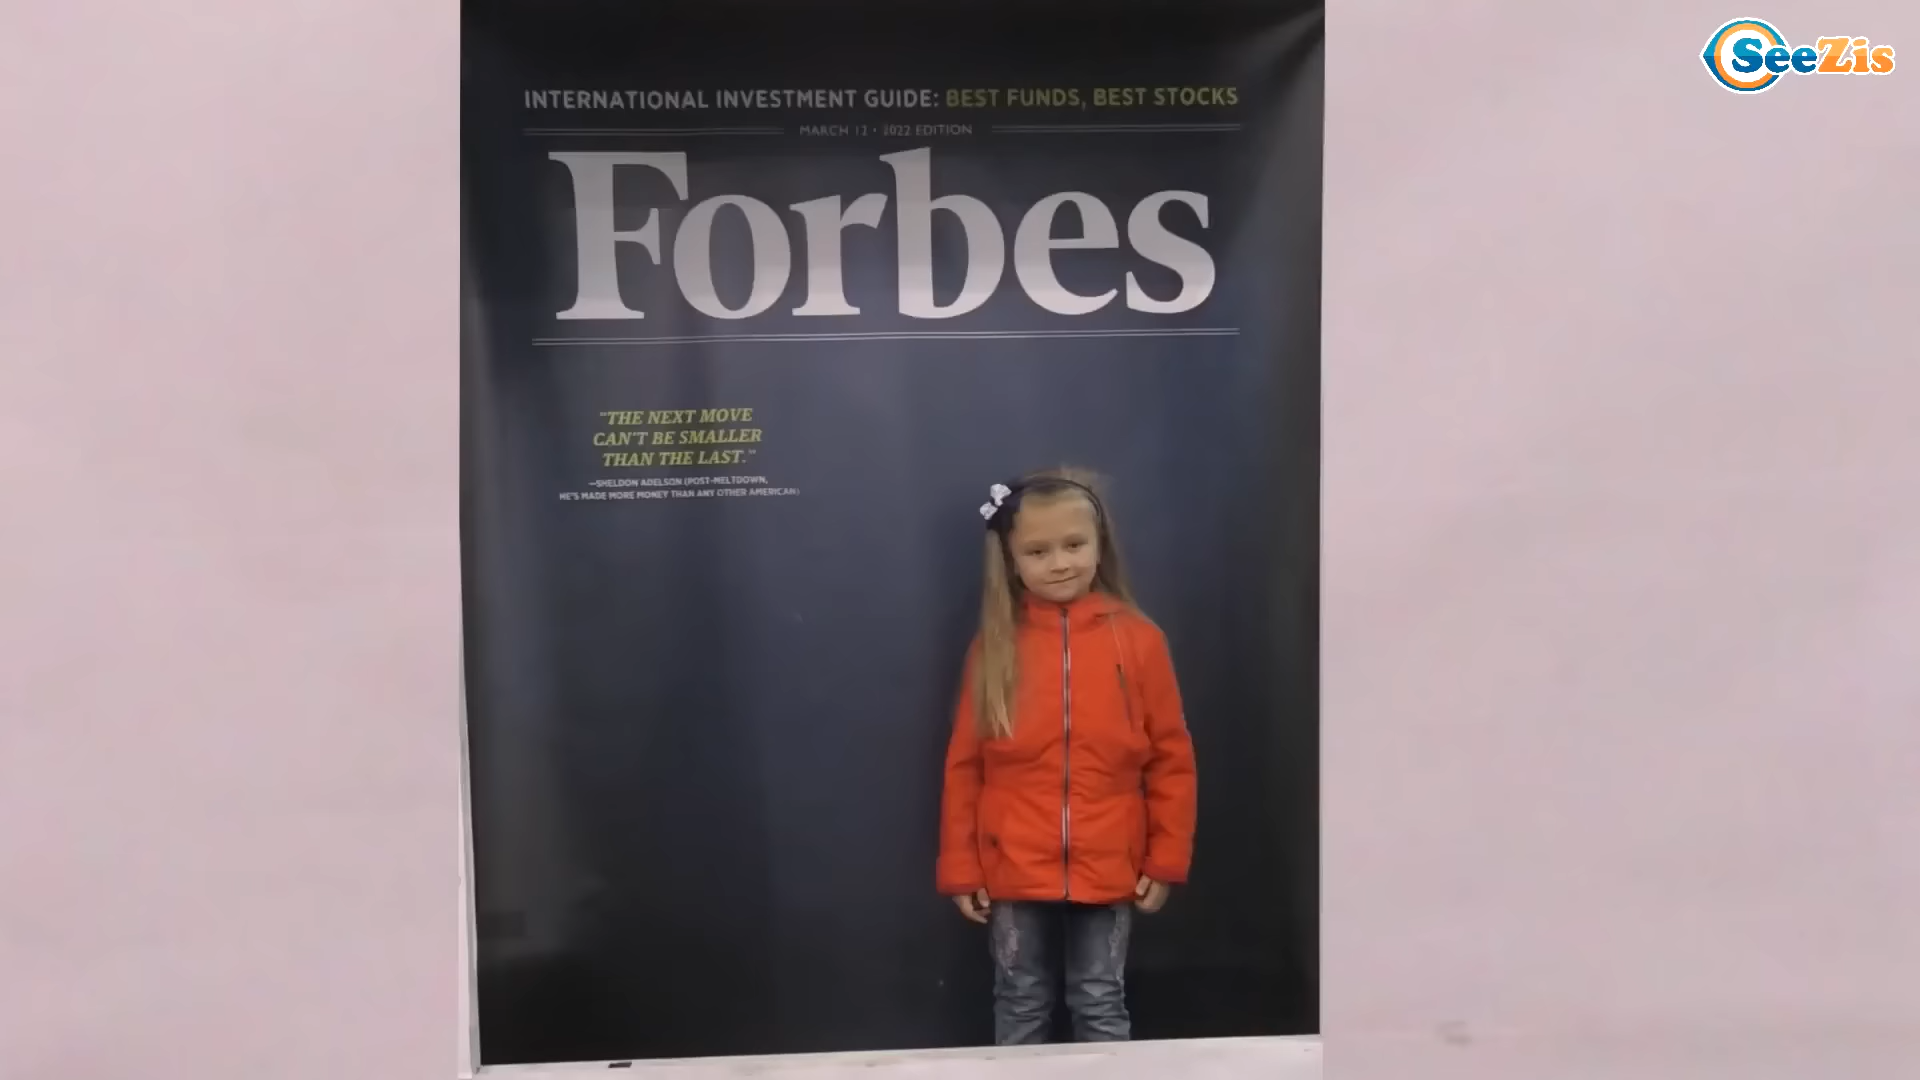 SeeZis
INTERNATIONAL INVESTMENT GUIDE: BEST FUNDS, BEST STOCKS
MARCH 12 • 2022 EDITION
Forbes
"THE NEXT MOVE
CAN'T BE SMALLER
THAN THE LAST."
—SHELDON ADELSON (POST-MELTDOWN,
HE'S MADE MORE MONEY THAN ANY OTHER AMERICAN)